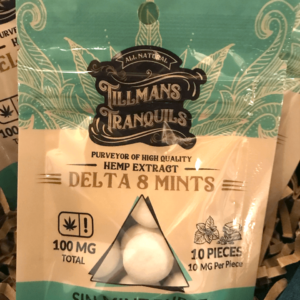 ALL NATURAL
TILLMANS
TRANQUILS
PURVEYOR OF HIGH QUALITY
HEMP EXTRACT
DELTA 8 MINTS
100 MG
TOTAL
10 PIECES
10 MG Per Piece